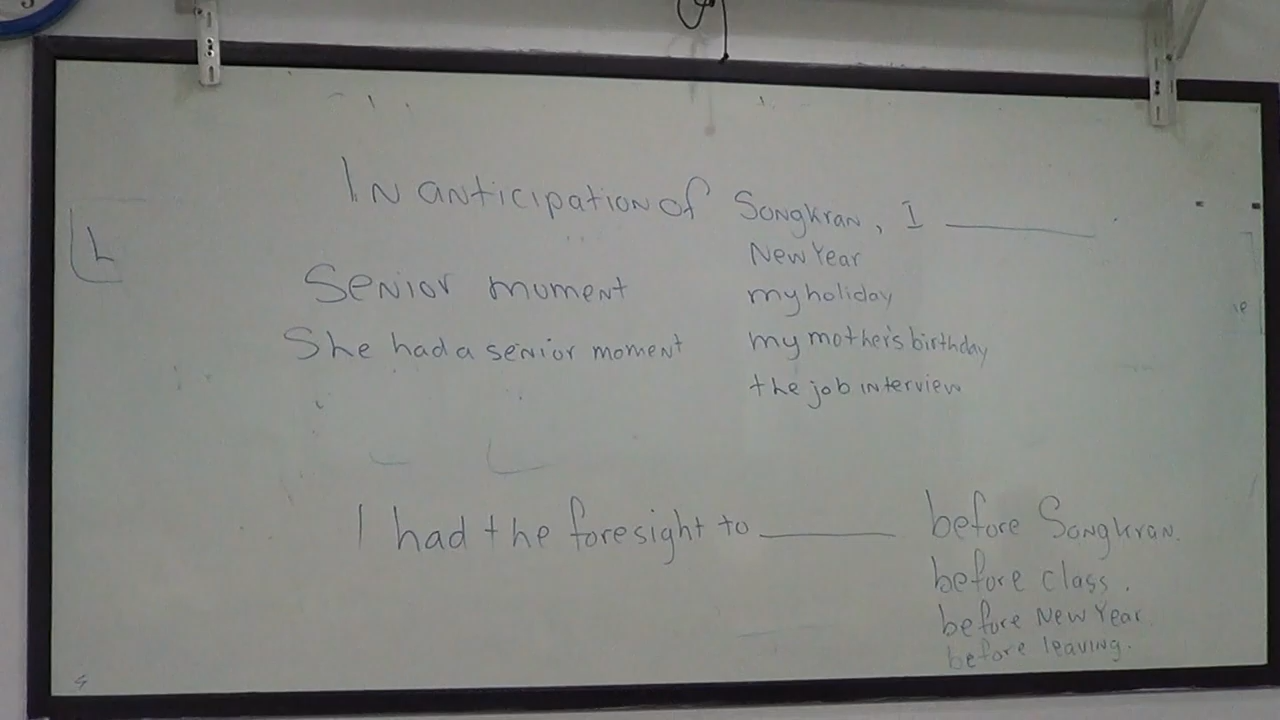 In anticipation of Songkran, I ______
New Year
my holiday
my mother's birthday
the job interview
Senior moment
She had a senior moment
I had the foresight to ______ before Songkran.
before class.
before New Year
before leaving.